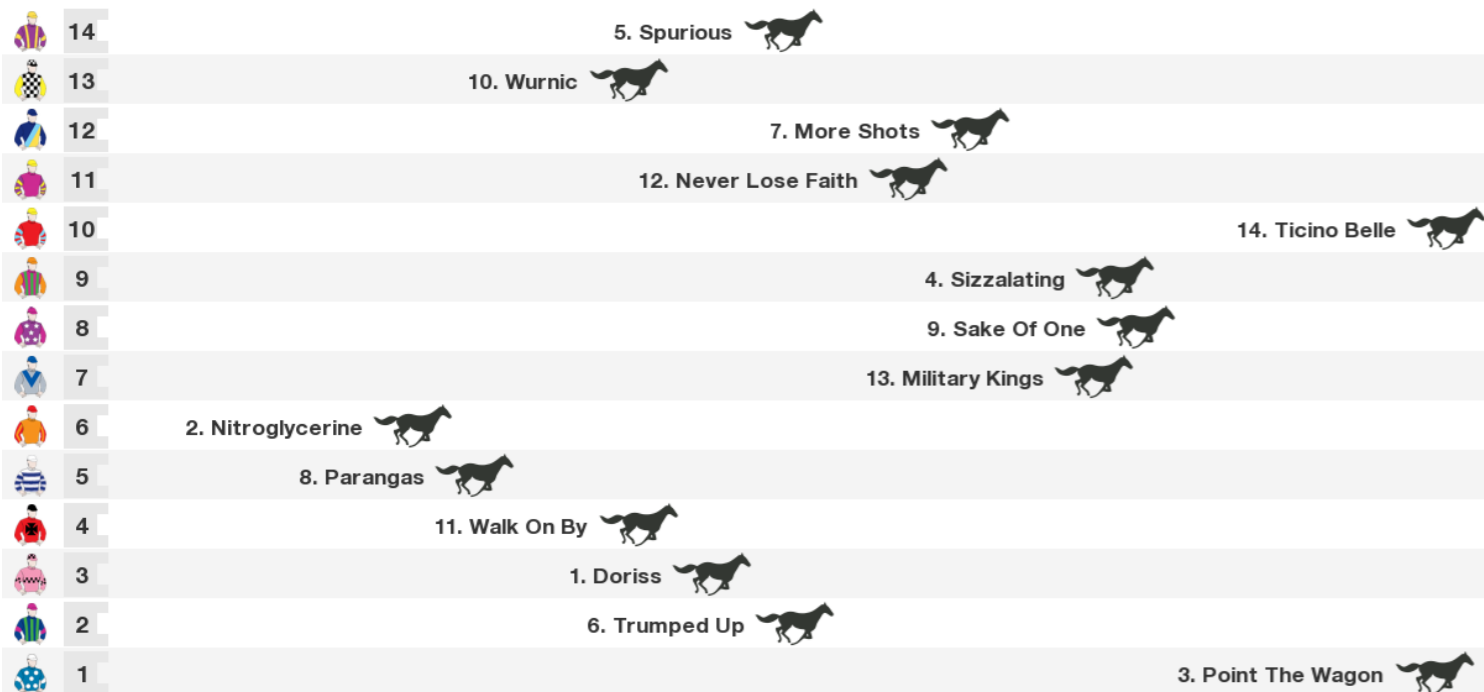 14 5. Spurious
13 10. Wurnic
12 7. More Shots
11 12. Never Lose Faith
10 14. Ticino Belle
9 4. Sizzalating
8 9. Sake Of One
7 13. Military Kings
6 2. Nitroglycerine
5 8. Parangas
4 11. Walk On By
3 1. Doriss
2 6. Trumped Up
1 3. Point The Wagon